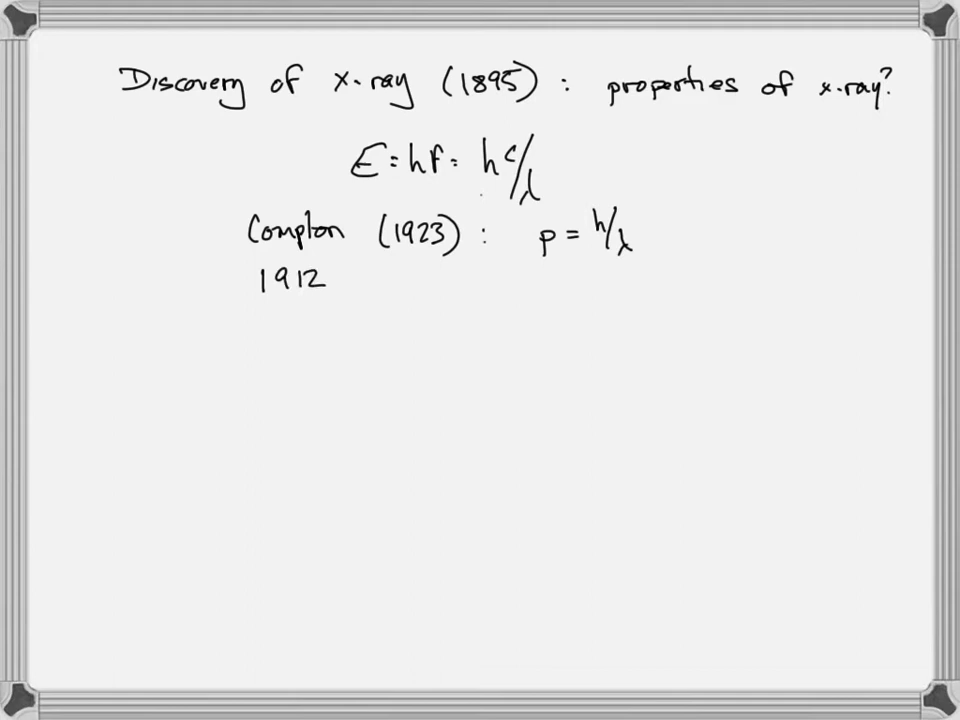 Discovery of x-ray (1895) : properties of x-ray?
E = hf = hc/λ
Compton (1923) : p = h/λ
1912